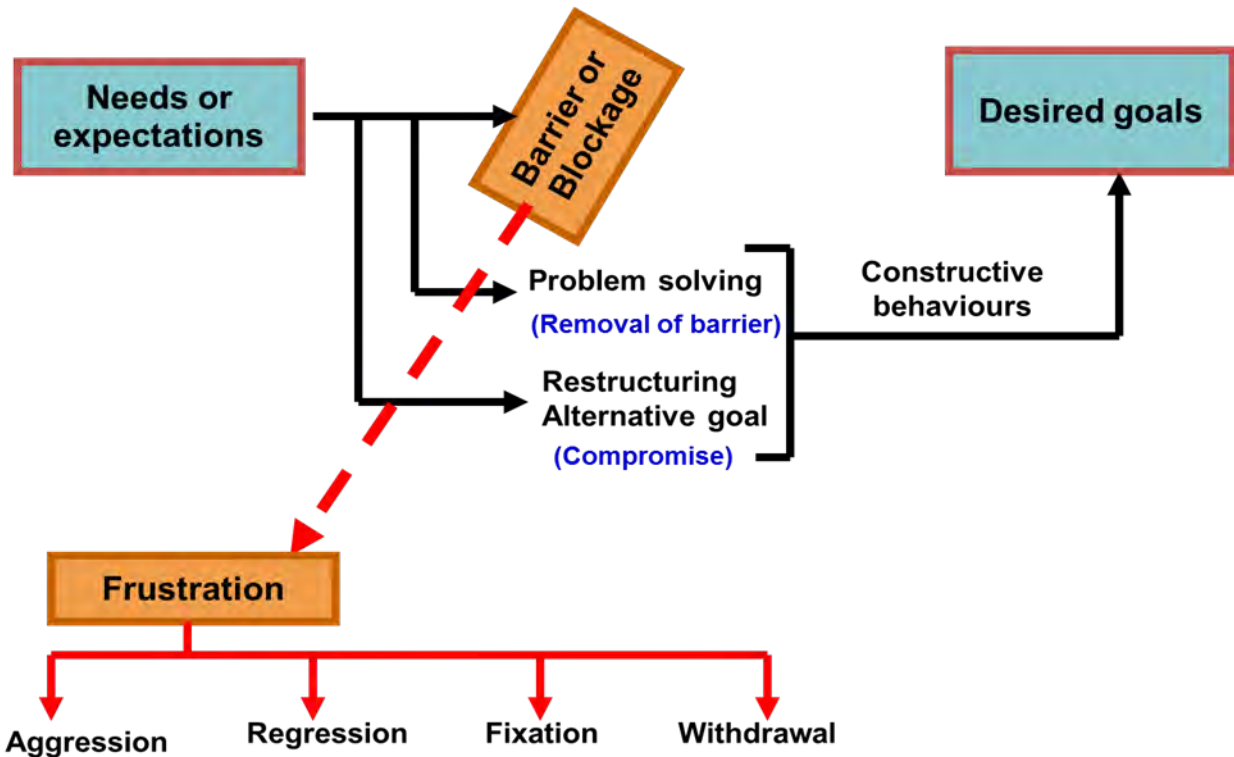 Needs or
expectations
Barrier or
Blockage
Desired goals
Problem solving
(Removal of barrier)
Constructive
behaviours
Restructuring
Alternative goal
(Compromise)
Frustration
Aggression
Regression
Fixation
Withdrawal